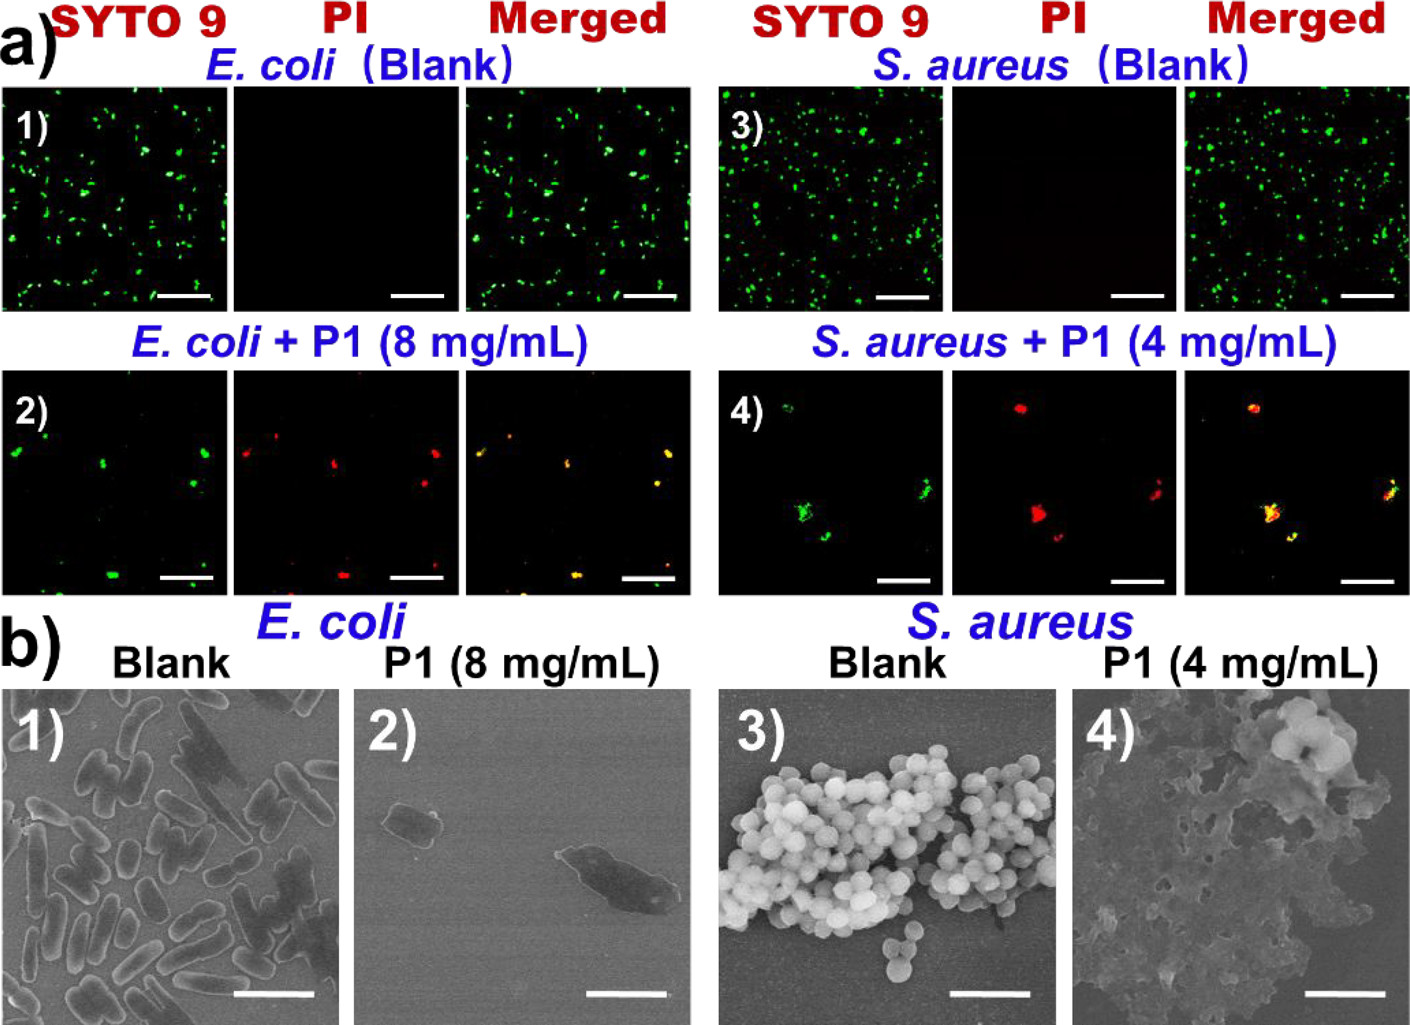 a) SYTO 9 PI Merged SYTO 9 PI Merged
E. coli (Blank) S. aureus (Blank)
1) 3)
E. coli + P1 (8 mg/mL) S. aureus + P1 (4 mg/mL)
2) 4)
b) E. coli S. aureus
Blank P1 (8 mg/mL) Blank P1 (4 mg/mL)
1) 2) 3) 4)